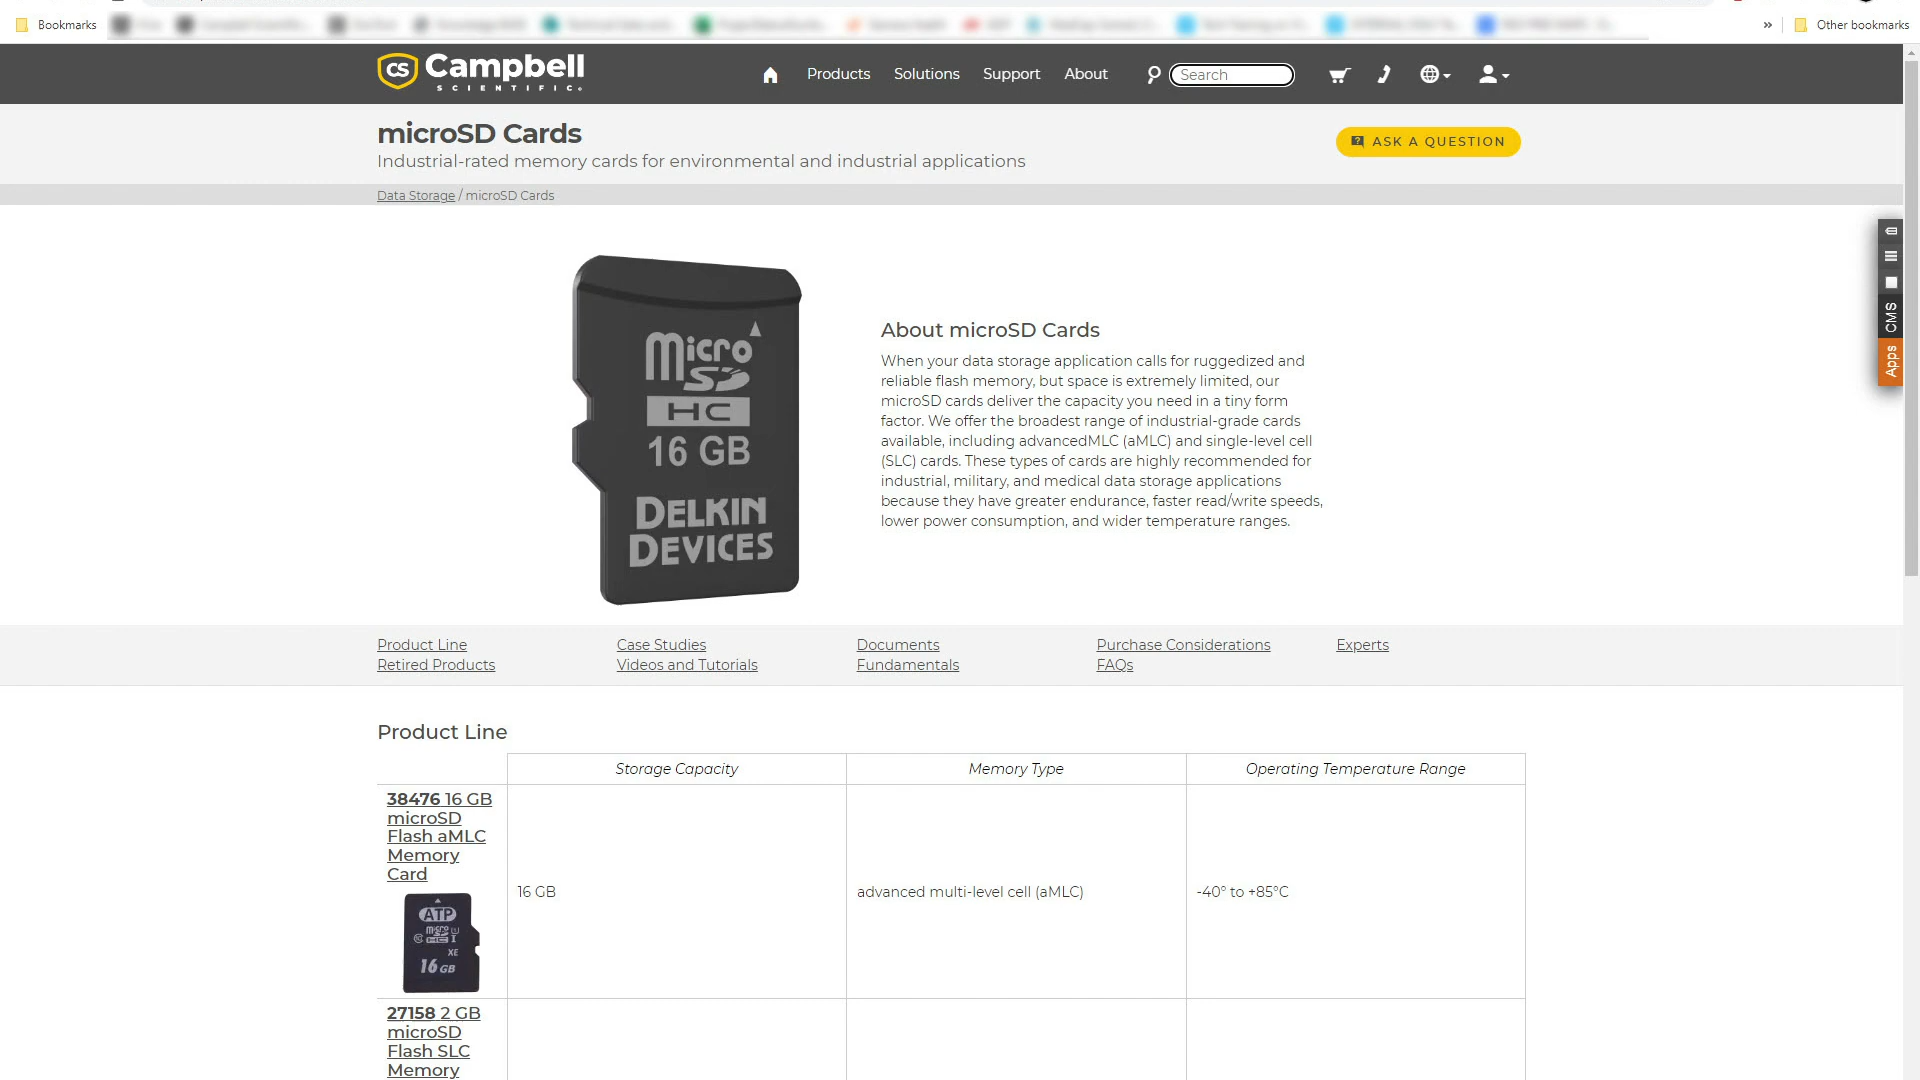 Bookmarks
Other bookmarks
CS Campbell
SCIENTIFIC
Products Solutions Support About Search
microSD Cards
Industrial-rated memory cards for environmental and industrial applications
ASK A QUESTION
Data Storage / microSD Cards
CMS
Apps
Micro
SD
HC
16 GB
DELKIN
DEVICES
About microSD Cards
When your data storage application calls for ruggedized and
reliable flash memory, but space is extremely limited, our
microSD cards deliver the capacity you need in a tiny form
factor. We offer the broadest range of industrial-grade cards
available, including advancedMLC (aMLC) and single-level cell
(SLC) cards. These types of cards are highly recommended for
industrial, military, and medical data storage applications
because they have greater endurance, faster read/write speeds,
lower power consumption, and wider temperature ranges.
Product Line Case Studies Documents Purchase Considerations Experts
Retired Products Videos and Tutorials Fundamentals FAQs
Product Line
Storage Capacity Memory Type Operating Temperature Range
38476 16 GB
microSD
Flash aMLC
Memory
Card
ATP
micro
SD
HC I
XE
16 GB
16 GB advanced multi-level cell (aMLC) -40° to +85°C
27158 2 GB
microSD
Flash SLC
Memory